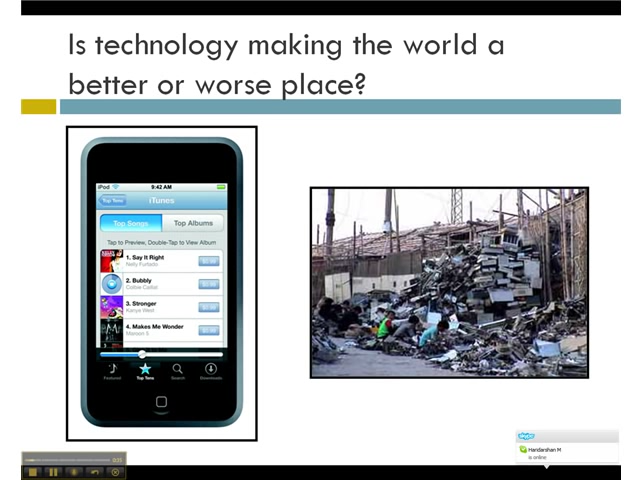 Is technology making the world a
better or worse place?
iPod 9:42 AM
Top Tens iTunes
Top Songs Top Albums
Tap to Preview, Double-Tap to View Album
1. Say It Right
Nelly Furtado
2. Bubbly
Colbie Caillat
3. Stronger
Kanye West
4. Makes Me Wonder
Maroon 5
Featured Top Tens Search Downloads
skype
Handarshan M
is online